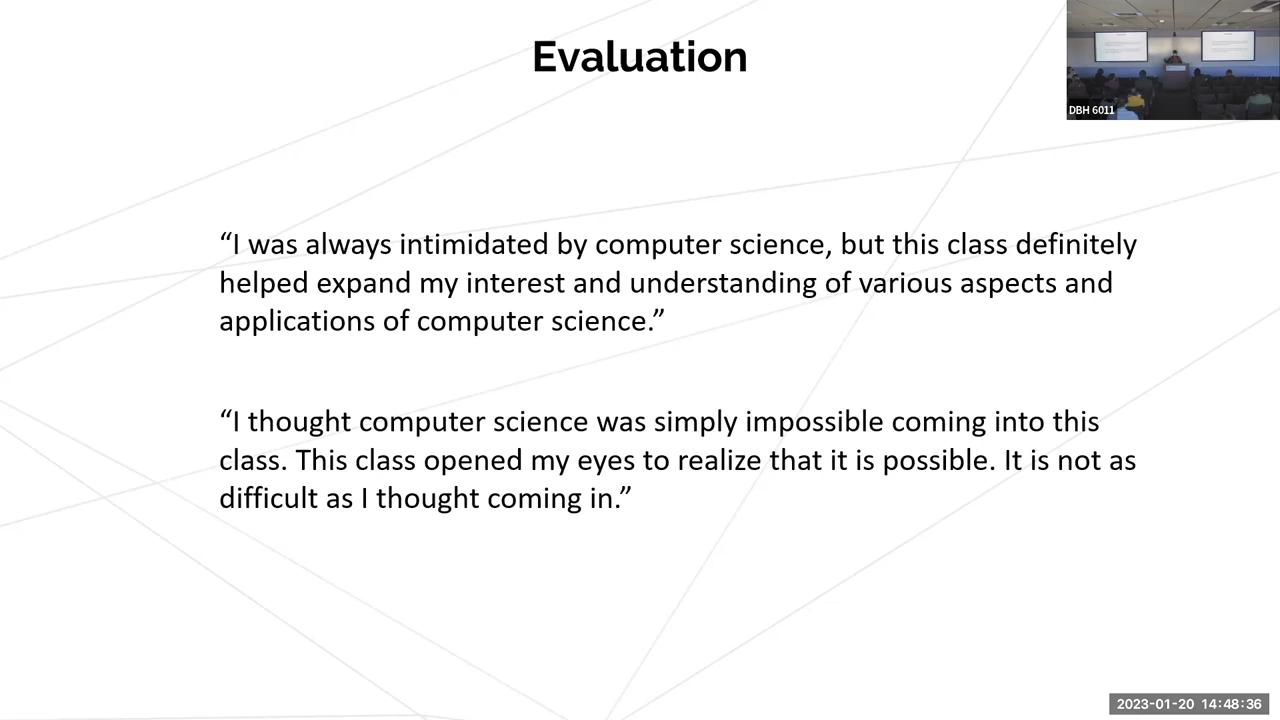 Evaluation
DBH 6011
“I was always intimidated by computer science, but this class definitely
helped expand my interest and understanding of various aspects and
applications of computer science.”
“I thought computer science was simply impossible coming into this
class. This class opened my eyes to realize that it is possible. It is not as
difficult as I thought coming in.”
2023-01-20 14:48:36